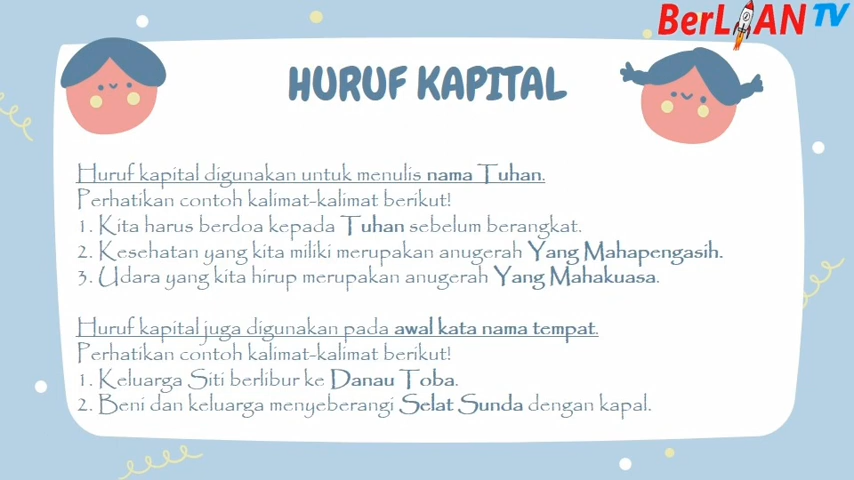 BerLIAN TV
HURUF KAPITAL
Huruf kapital digunakan untuk menulis nama Tuhan.
Perhatikan contoh kalimat-kalimat berikut!
1. Kita harus berdoa kepada Tuhan sebelum berangkat.
2. Kesehatan yang kita miliki merupakan anugerah Yang Mahapengasih.
3. Udara yang kita hirup merupakan anugerah Yang Mahakuasa.
Huruf kapital juga digunakan pada awal kata nama tempat.
Perhatikan contoh kalimat-kalimat berikut!
1. Keluarga Siti berlibur ke Danau Toba.
2. Beni dan keluarga menyeberangi Selat Sunda dengan kapal.